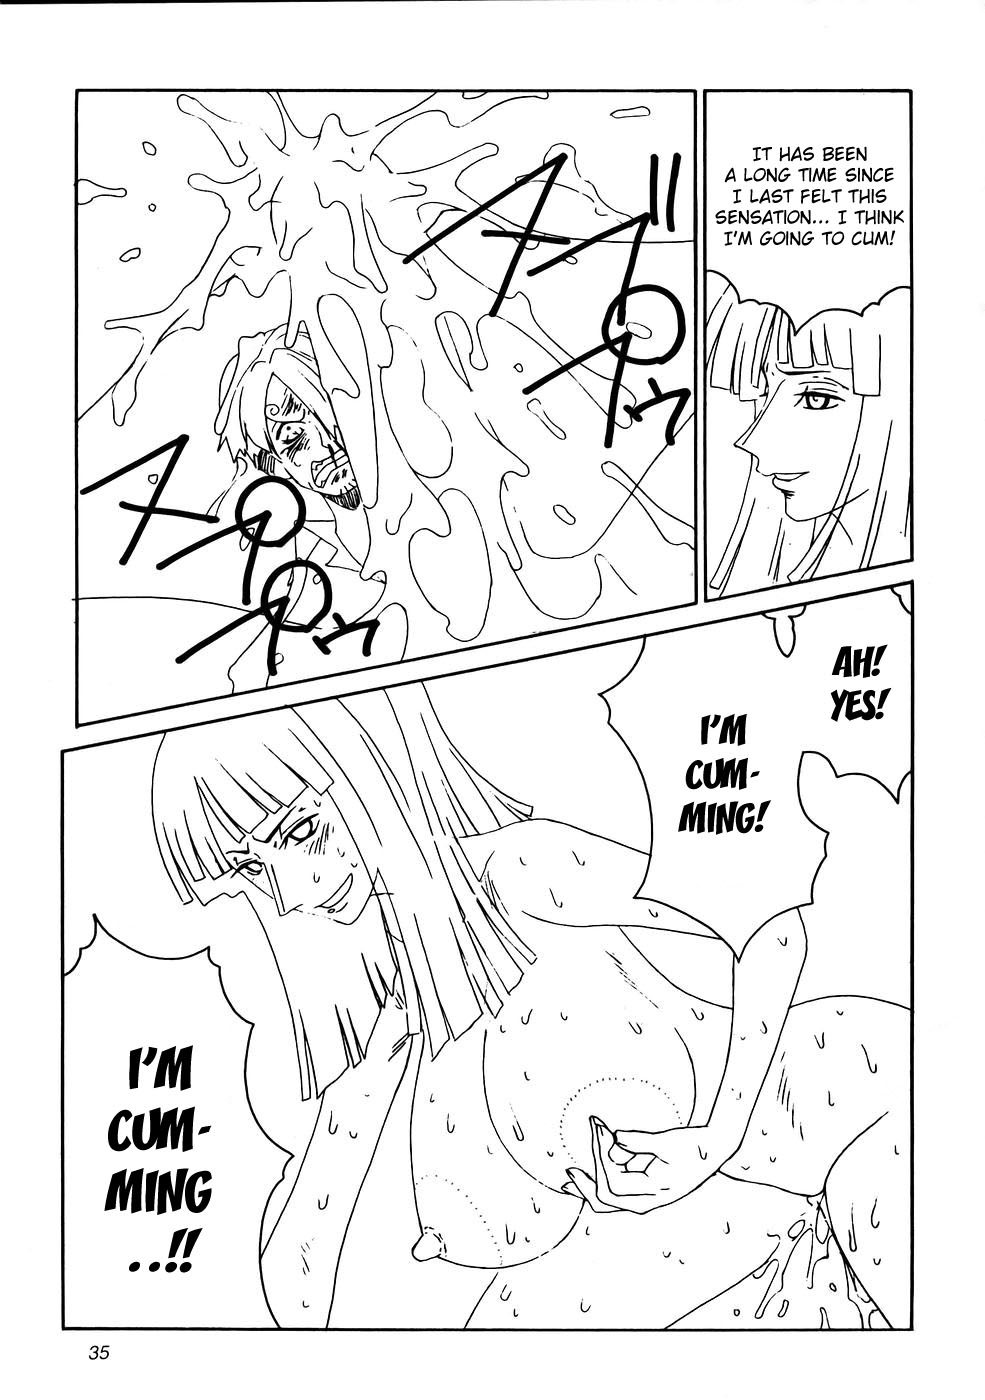 IT HAS BEEN
A LONG TIME SINCE
I LAST FELT THIS
SENSATION... I THINK
I'M GOING TO CUM!
AH!
YES!
I'M
CUM-
MING!
I'M
CUM-
MING
..!!
35